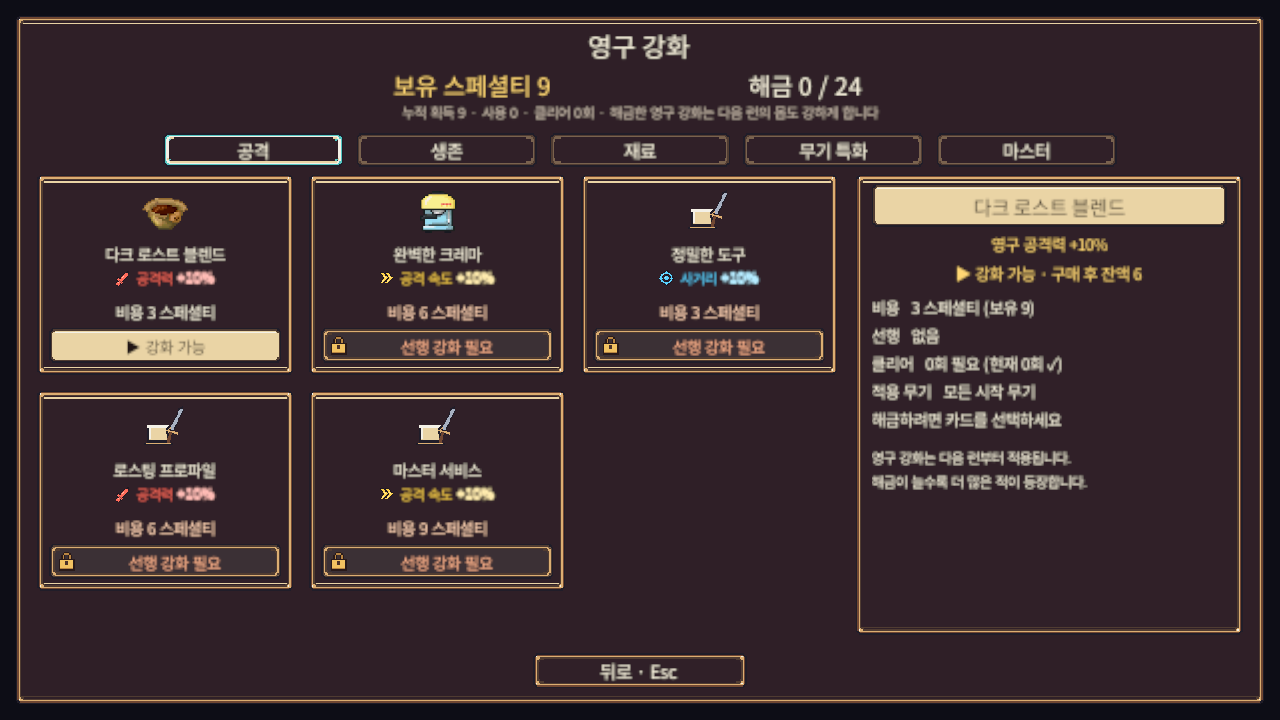 영구 강화
보유 스페셜티 9
해금 0 / 24
누적 획득 9 · 사용 0 · 클리어 0회 · 해금한 영구 강화는 다음 런의 몹도 강하게 합니다
공격
생존
재료
무기 특화
마스터
다크 로스트 블렌드
공격력 +10%
비용 3 스페셜티
▶ 강화 가능
완벽한 크레마
공격 속도 +10%
비용 6 스페셜티
선행 강화 필요
정밀한 도구
사거리 +10%
비용 3 스페셜티
선행 강화 필요
로스팅 프로파일
공격력 +10%
비용 6 스페셜티
선행 강화 필요
마스터 서비스
공격 속도 +10%
비용 9 스페셜티
선행 강화 필요
다크 로스트 블렌드
영구 공격력 +10%
▶ 강화 가능 · 구매 후 잔액 6
비용 3 스페셜티 (보유 9)
선행 없음
클리어 0회 필요 (현재 0회 ✓)
적용 무기 모든 시작 무기
해금하려면 카드를 선택하세요
영구 강화는 다음 런부터 적용됩니다.
해금이 늘수록 더 많은 적이 등장합니다.
뒤로 · Esc